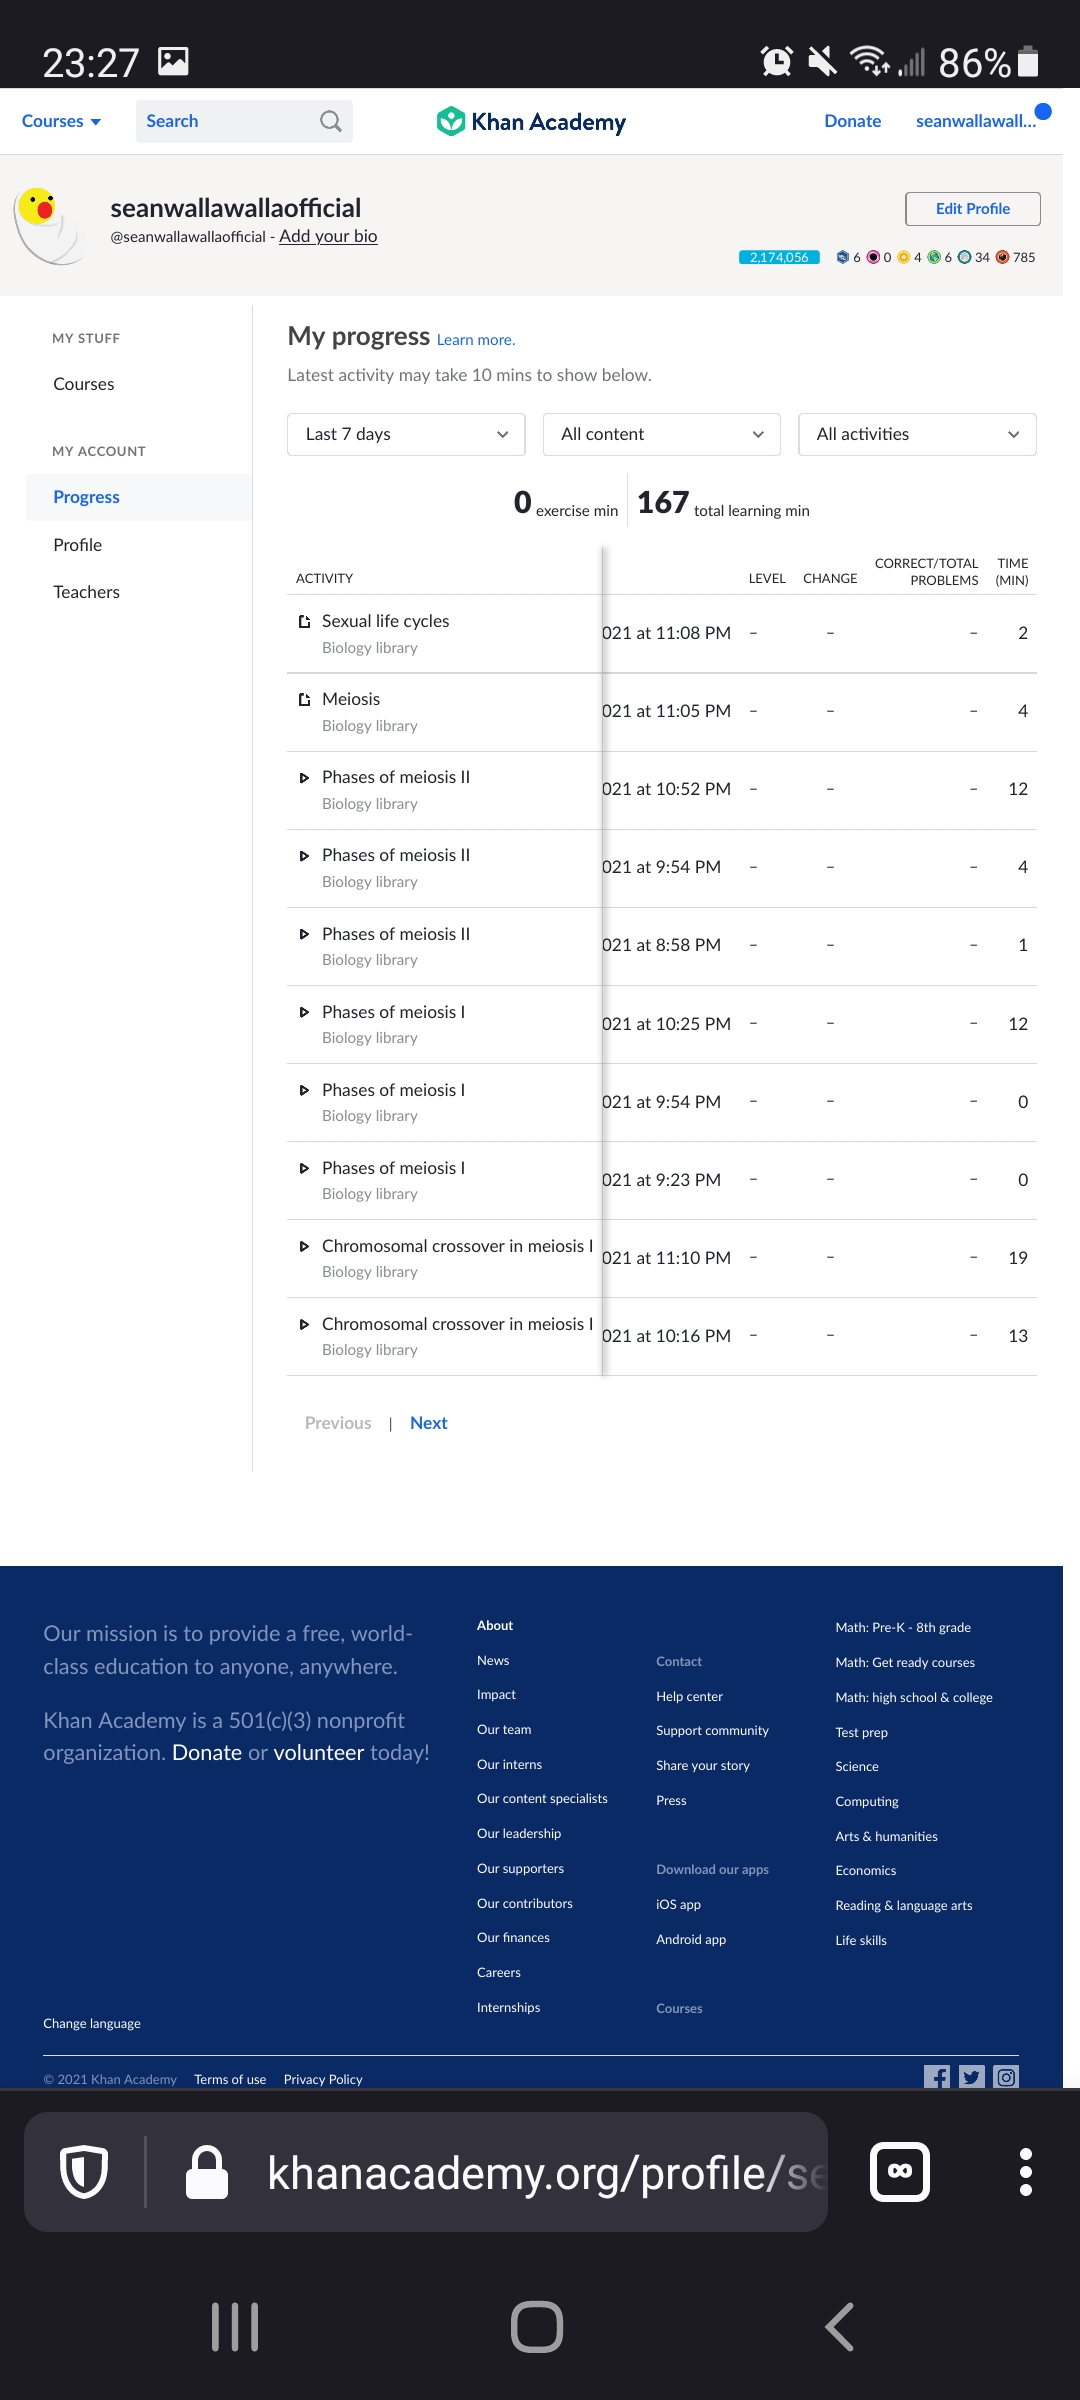 23:27 86%
Courses Search Khan Academy Donate seanwallawall...
seanwallawallaofficial
@seanwallawallaofficial - Add your bio
Edit Profile
2,174,056 6 0 4 6 34 785
MY STUFF
Courses
MY ACCOUNT
Progress
Profile
Teachers
My progress Learn more.
Latest activity may take 10 mins to show below.
Last 7 days All content All activities
0 exercise min 167 total learning min
ACTIVITY LEVEL CHANGE CORRECT/TOTAL PROBLEMS TIME (MIN)
Sexual life cycles
Biology library
021 at 11:08 PM – – – 2
Meiosis
Biology library
021 at 11:05 PM – – – 4
Phases of meiosis II
Biology library
021 at 10:52 PM – – – 12
Phases of meiosis II
Biology library
021 at 9:54 PM – – – 4
Phases of meiosis II
Biology library
021 at 8:58 PM – – – 1
Phases of meiosis I
Biology library
021 at 10:25 PM – – – 12
Phases of meiosis I
Biology library
021 at 9:54 PM – – – 0
Phases of meiosis I
Biology library
021 at 9:23 PM – – – 0
Chromosomal crossover in meiosis I
Biology library
021 at 11:10 PM – – – 19
Chromosomal crossover in meiosis I
Biology library
021 at 10:16 PM – – – 13
Previous | Next
Our mission is to provide a free, world-
class education to anyone, anywhere.
Khan Academy is a 501(c)(3) nonprofit
organization. Donate or volunteer today!
Change language
About
News
Impact
Our team
Our interns
Our content specialists
Our leadership
Our supporters
Our contributors
Our finances
Careers
Internships
Contact
Help center
Support community
Share your story
Press
Download our apps
iOS app
Android app
Courses
Math: Pre-K - 8th grade
Math: Get ready courses
Math: high school & college
Test prep
Science
Computing
Arts & humanities
Economics
Reading & language arts
Life skills
© 2021 Khan Academy Terms of use Privacy Policy
khanacademy.org/profile/se